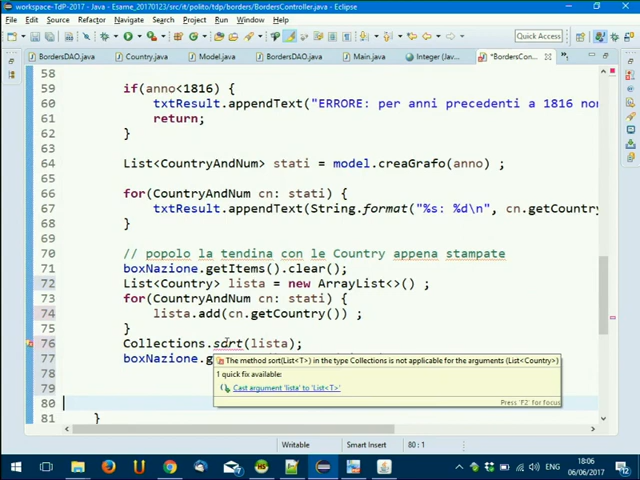 workspace-TdP-2017 - Java - Esame_20170123/src/it/polito/tdp/borders/BordersController.java - Eclipse
File Edit Source Refactor Navigate Search Project Run Window Help
Quick Access
BordersDAO.java Country.java Model.java BordersDAO.java Main.java Integer (Java... *BordersCont...
58
59 if(anno<1816) {
60 txtResult.appendText("ERRORE: per anni precedenti a 1816 non
61 return;
62 }
63
64 List<CountryAndNum> stati = model.creaGrafo(anno) ;
65
66 for(CountryAndNum cn: stati) {
67 txtResult.appendText(String.format("%s: %d\n", cn.getCountry
68 }
69
70 // popolo la tendina con le Country appena stampate
71 boxNazione.getItems().clear();
72 List<Country> lista = new ArrayList<>() ;
73 for(CountryAndNum cn: stati) {
74 lista.add(cn.getCountry()) ;
75 }
76 Collections.sort(lista);
77 boxNazione.g
The method sort(List<T>) in the type Collections is not applicable for the arguments (List<Country>)
78
1 quick fix available:
79 Cast argument 'lista' to 'List<T>'
80
Press 'F2' for focus
81 }
Writable Smart Insert 80 : 1
18:06
06/06/2017